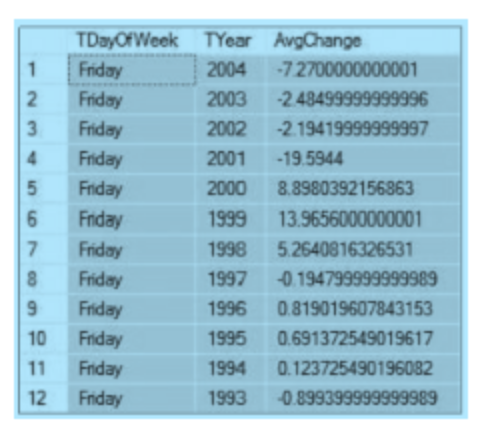 TDayOfWeek TYear AvgChange
1 Friday 2004 -7.2700000000001
2 Friday 2003 -2.48499999999996
3 Friday 2002 -2.19419999999997
4 Friday 2001 -19.5944
5 Friday 2000 8.8980392156863
6 Friday 1999 13.9656000000001
7 Friday 1998 5.2640816326531
8 Friday 1997 -0.194799999999989
9 Friday 1996 0.819019607843153
10 Friday 1995 0.691372549019617
11 Friday 1994 0.123725490196082
12 Friday 1993 -0.899399999999989